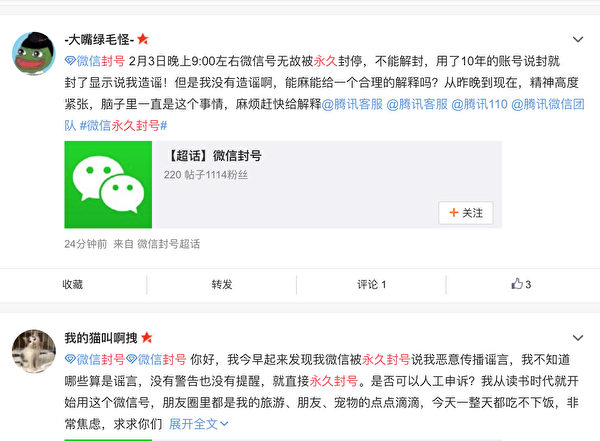 -大嘴绿毛怪-
微信封号 2月3日晚上9:00左右微信号无故被永久封停，不能解封，用了10年的账号说封就
封了显示说我造谣！但是我没有造谣啊，能麻能给一个合理的解释吗？从昨晚到现在，精神高度
紧张，脑子里一直是这个事情，麻烦赶快给解释@腾讯客服 @腾讯客服 @腾讯110 @腾讯微信团
队 #微信永久封号#
【超话】微信封号
220 帖子1114粉丝
+ 关注
24分钟前 来自 微信封号超话
收藏 转发 评论 1 3
我的猫叫啊拽
微信封号微信封号 你好，我今早起来发现我微信被永久封号说我恶意传播谣言，我不知道
哪些算是谣言，没有警告也没有提醒，就直接永久封号。是否可以人工申诉？我从读书时代就开
始用这个微信号，朋友圈里都是我的旅游、朋友、宠物的点点滴滴，今天一整天都吃不下饭，非
常焦虑，求求你们 展开全文